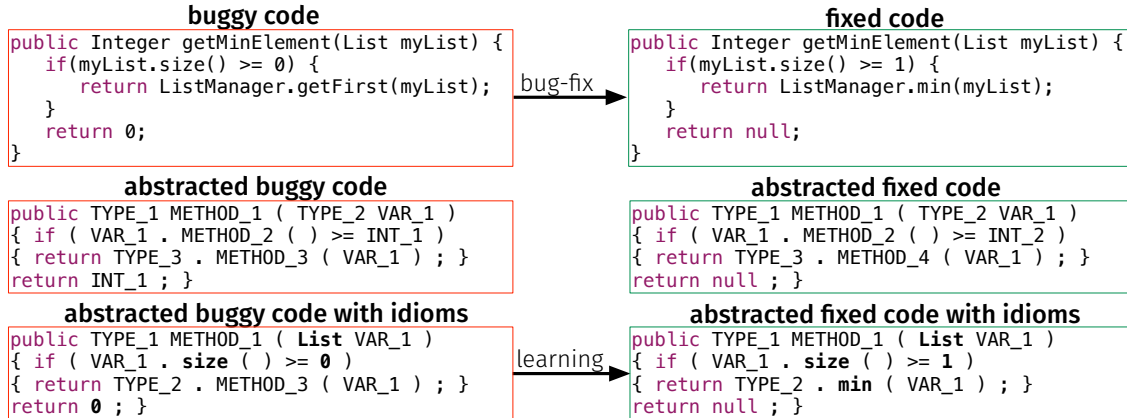 buggy code
public Integer getMinElement(List myList) {
if(myList.size() >= 0) {
return ListManager.getFirst(myList);
}
return 0;
}
bug-fix
fixed code
public Integer getMinElement(List myList) {
if(myList.size() >= 1) {
return ListManager.min(myList);
}
return null;
}
abstracted buggy code
public TYPE_1 METHOD_1 ( TYPE_2 VAR_1 )
{ if ( VAR_1 . METHOD_2 ( ) >= INT_1 )
{ return TYPE_3 . METHOD_3 ( VAR_1 ) ; }
return INT_1 ; }
abstracted fixed code
public TYPE_1 METHOD_1 ( TYPE_2 VAR_1 )
{ if ( VAR_1 . METHOD_2 ( ) >= INT_2 )
{ return TYPE_3 . METHOD_4 ( VAR_1 ) ; }
return null ; }
abstracted buggy code with idioms
public TYPE_1 METHOD_1 ( List VAR_1 )
{ if ( VAR_1 . size ( ) >= 0 )
{ return TYPE_2 . METHOD_3 ( VAR_1 ) ; }
return 0 ; }
learning
abstracted fixed code with idioms
public TYPE_1 METHOD_1 ( List VAR_1 )
{ if ( VAR_1 . size ( ) >= 1 )
{ return TYPE_2 . min ( VAR_1 ) ; }
return null ; }